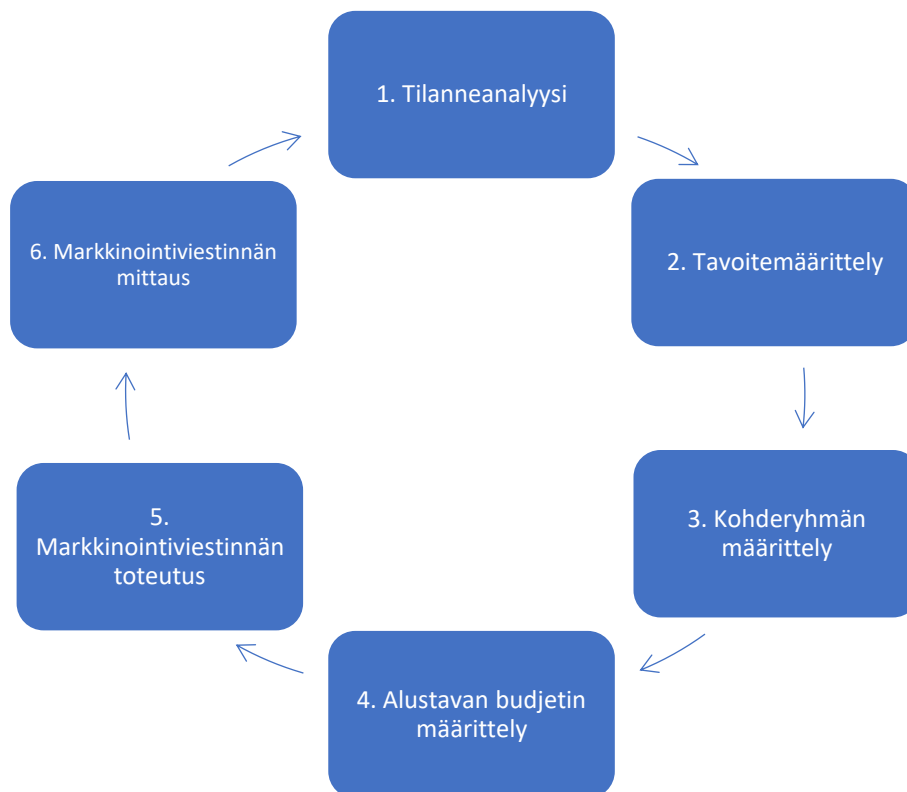 1. Tilanneanalyysi
2. Tavoitemäärittely
3. Kohderyhmän
määrittely
4. Alustavan budjetin
määrittely
5.
Markkinointiviestinnän
toteutus
6. Markkinointiviestinnän
mittaus